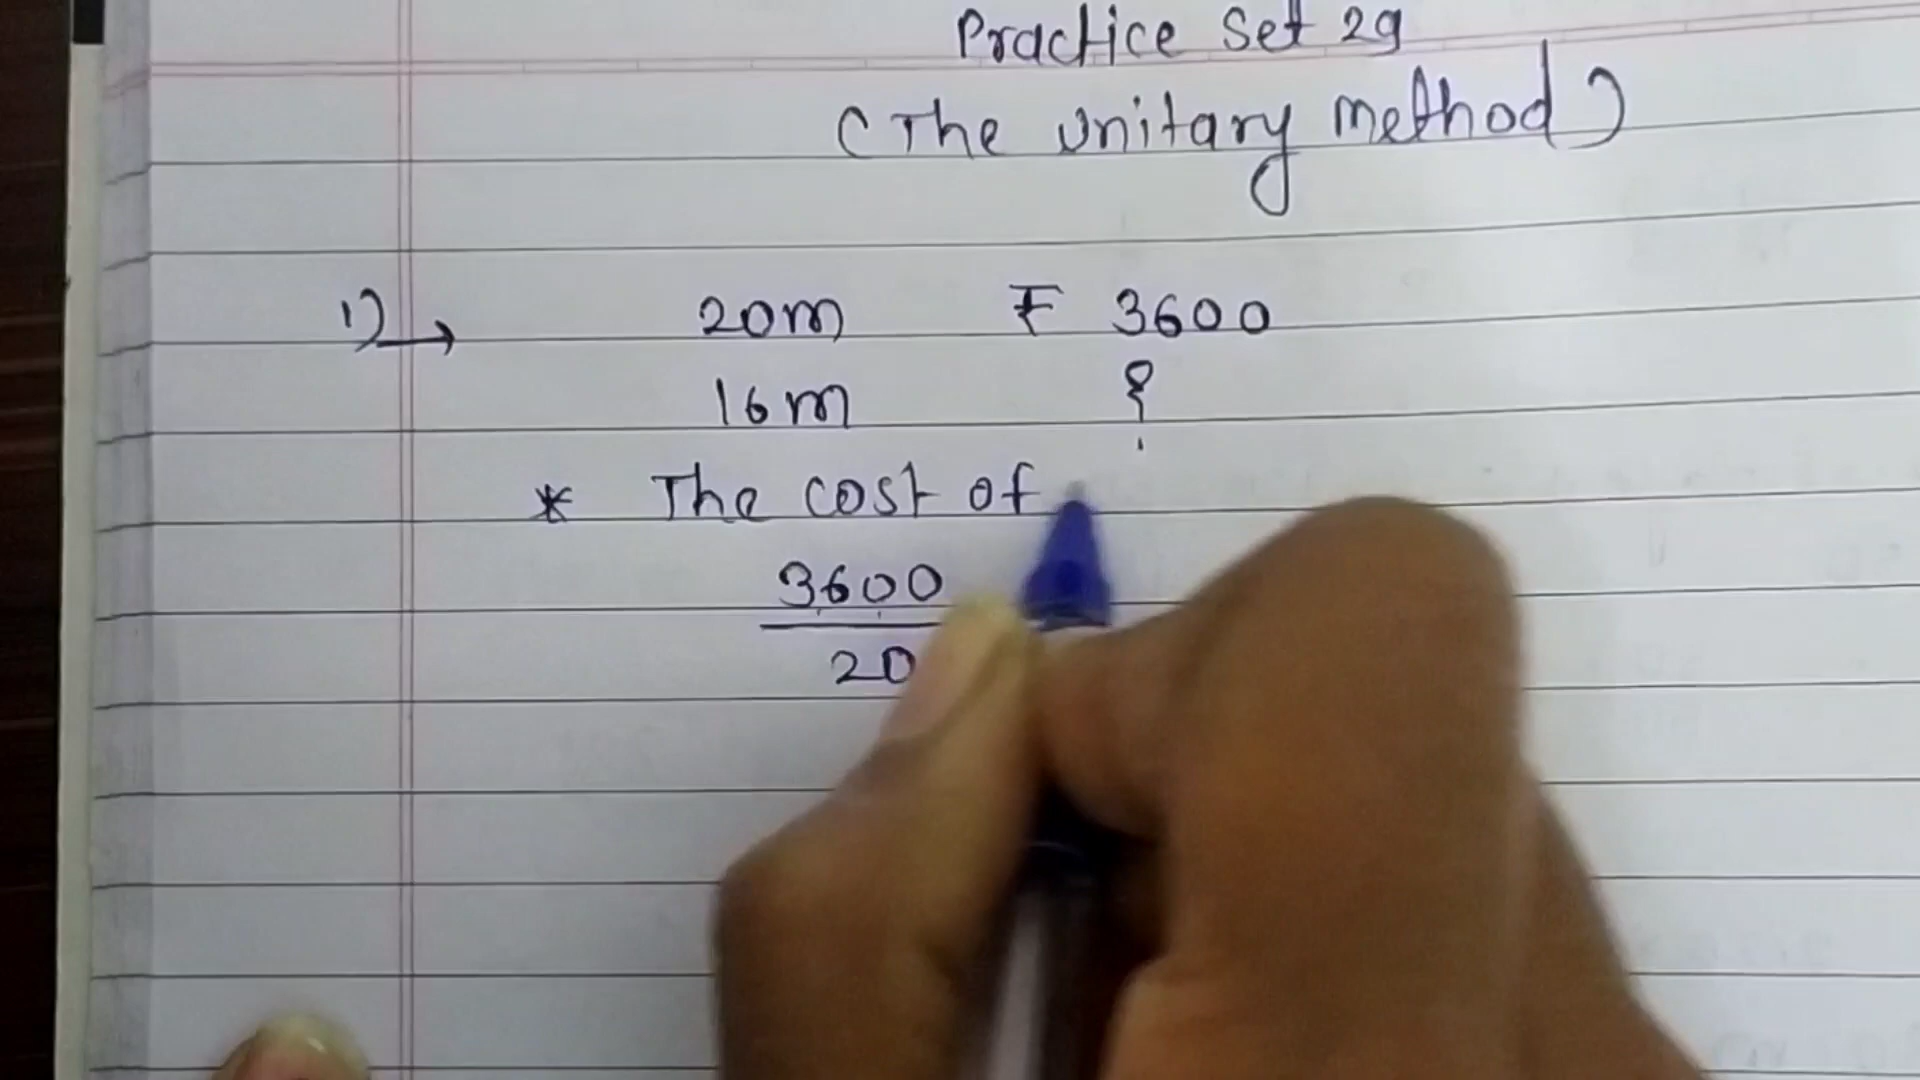 Practice Set 29
(The Unitary Method)
1)→ 20m ₹ 3600
16m ?
* The cost of
3600
20